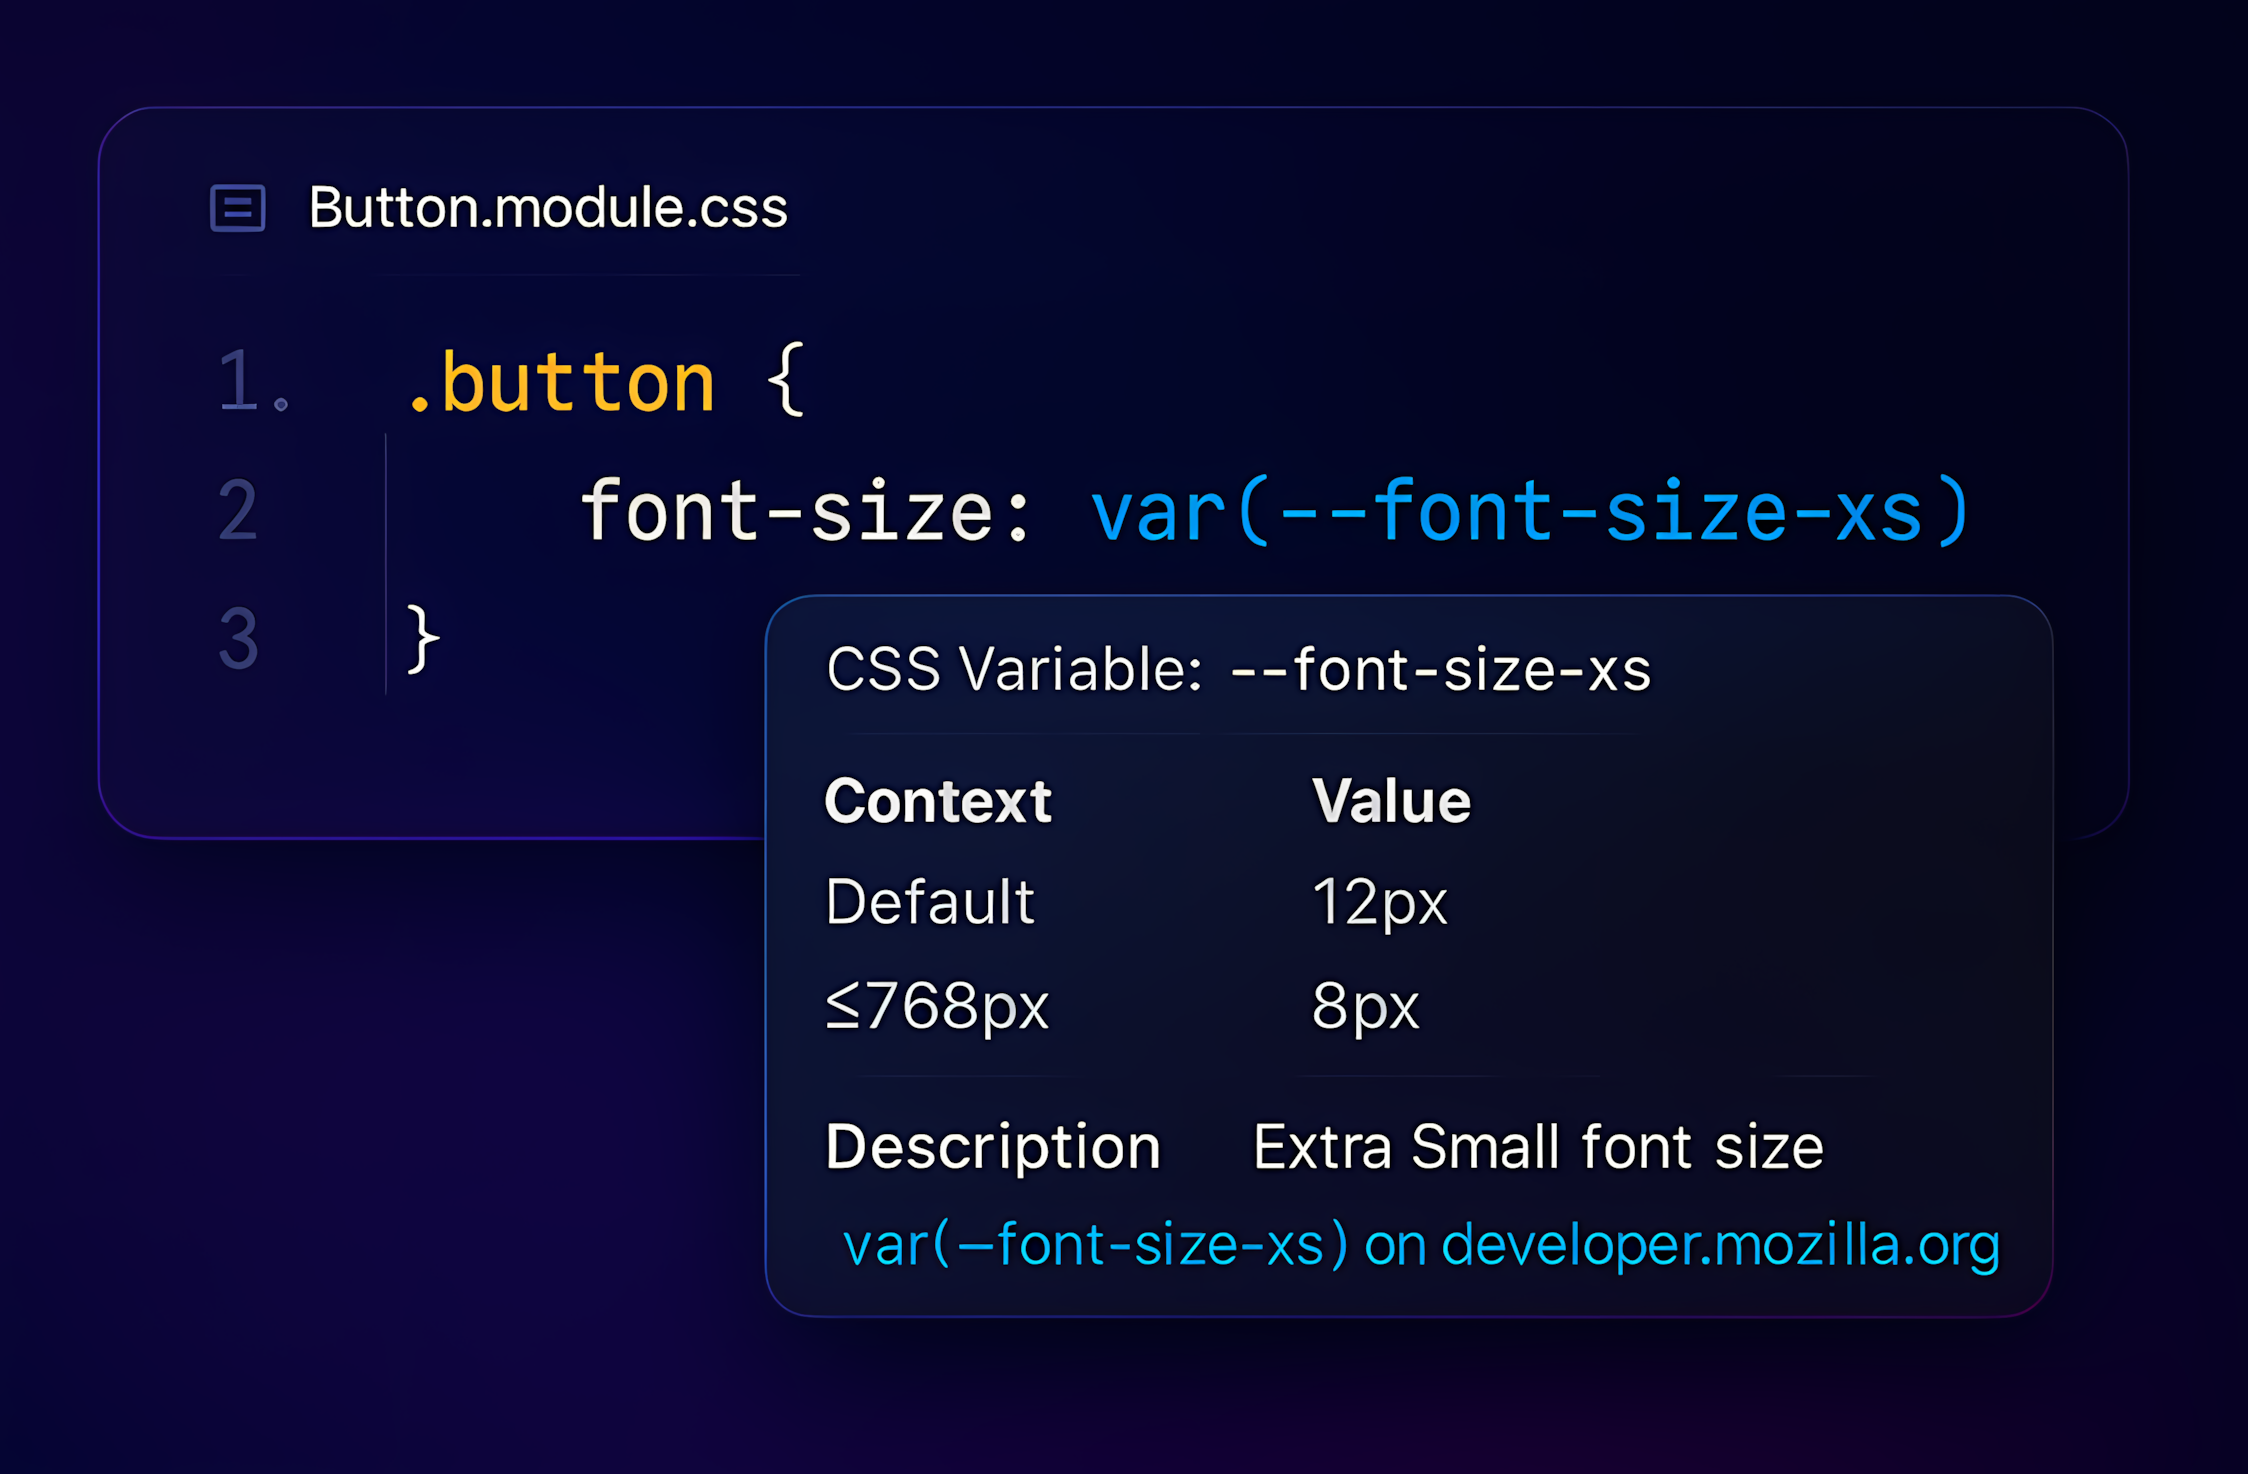 Button.module.css
1. .button {
2 font-size: var(--font-size-xs)
3 }
CSS Variable: --font-size-xs
Context Value
Default 12px
≤768px 8px
Description Extra Small font size
var(–font-size-xs) on developer.mozilla.org